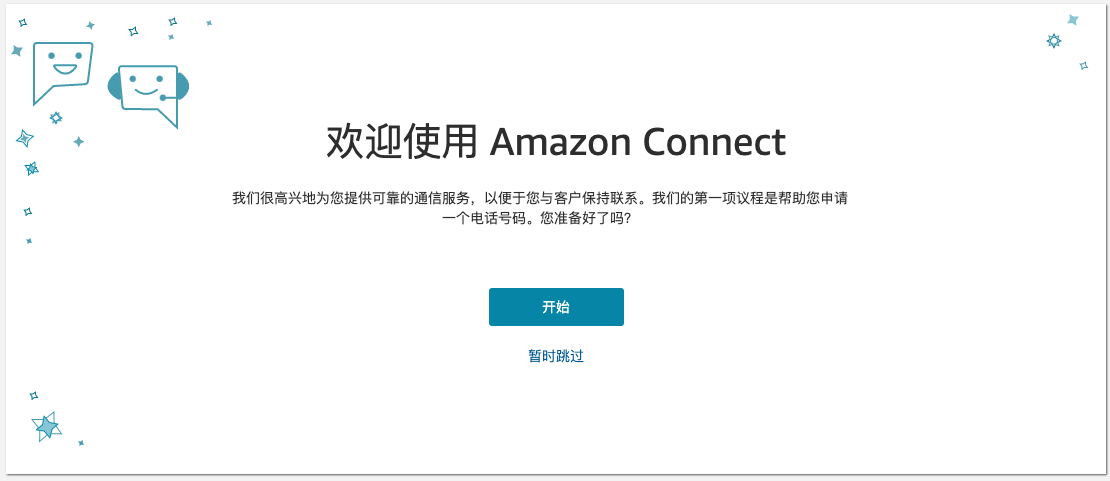 欢迎使用 Amazon Connect
我们很高兴地为您提供可靠的通信服务，以便于您与客户保持联系。我们的第一项议程是帮助您申请
一个电话号码。您准备好了吗？
开始
暂时跳过